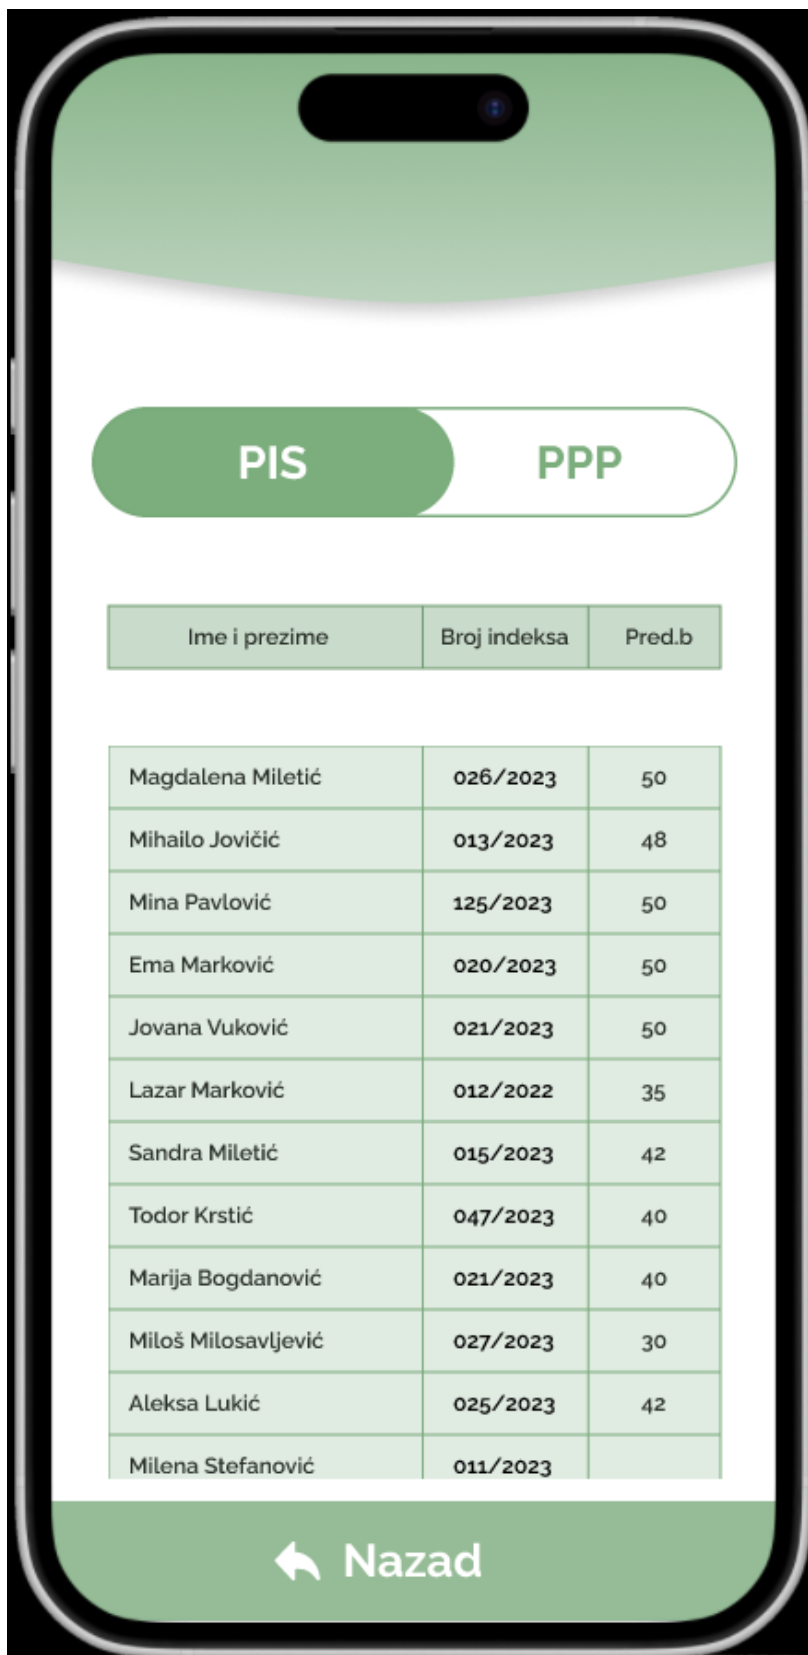 PIS PPP
Ime i prezime Broj indeksa Pred.b
Magdalena Miletić 026/2023 50
Mihailo Jovičić 013/2023 48
Mina Pavlović 125/2023 50
Ema Marković 020/2023 50
Jovana Vuković 021/2023 50
Lazar Marković 012/2022 35
Sandra Miletić 015/2023 42
Todor Krstić 047/2023 40
Marija Bogdanović 021/2023 40
Miloš Milosavljević 027/2023 30
Aleksa Lukić 025/2023 42
Milena Stefanović 011/2023
Nazad